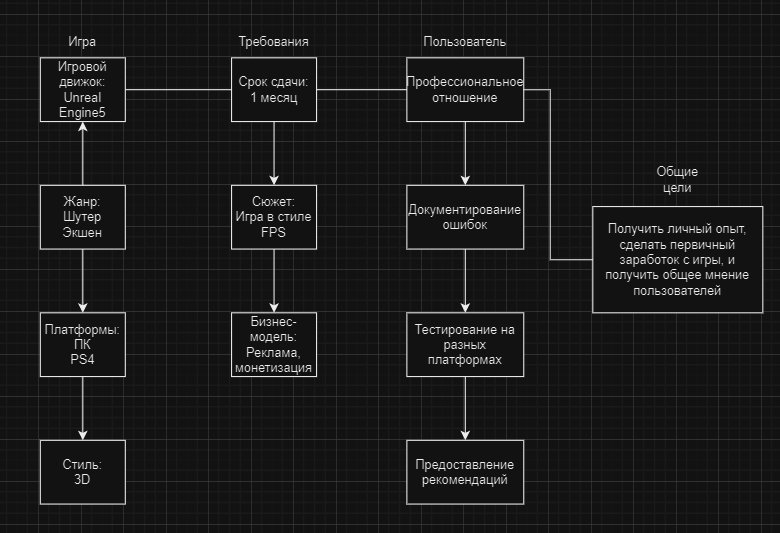 Игра
Игровой
движок:
Unreal
Engine5
Жанр:
Шутер
Экшен
Платформы:
ПК
PS4
Стиль:
3D
Требования
Срок сдачи:
1 месяц
Сюжет:
Игра в стиле
FPS
Бизнес-
модель:
Реклама,
монетизация
Пользователь
Профессиональное
отношение
Документирование
ошибок
Тестирование на
разных
платформах
Предоставление
рекомендаций
Общие
цели
Получить личный опыт,
сделать первичный
заработок с игры, и
получить общее мнение
пользователей